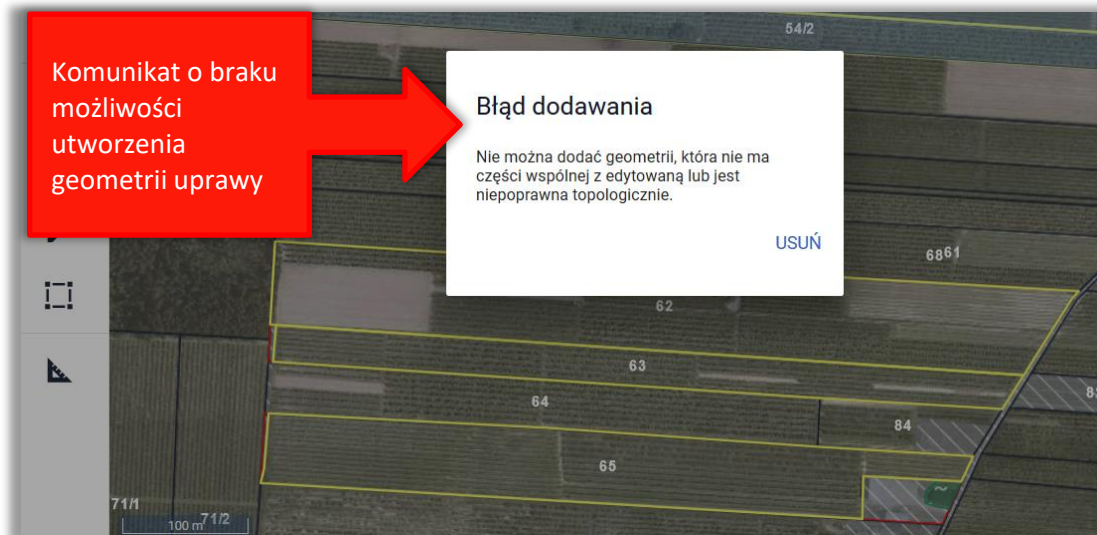 54/2
Komunikat o braku
możliwości
utworzenia
geometrii uprawy
Błąd dodawania
Nie można dodać geometrii, która nie ma
części wspólnej z edytowaną lub jest
niepoprawna topologicznie.
USUŃ
6861
62
63
64
84
65
71/1
71/2
100 m